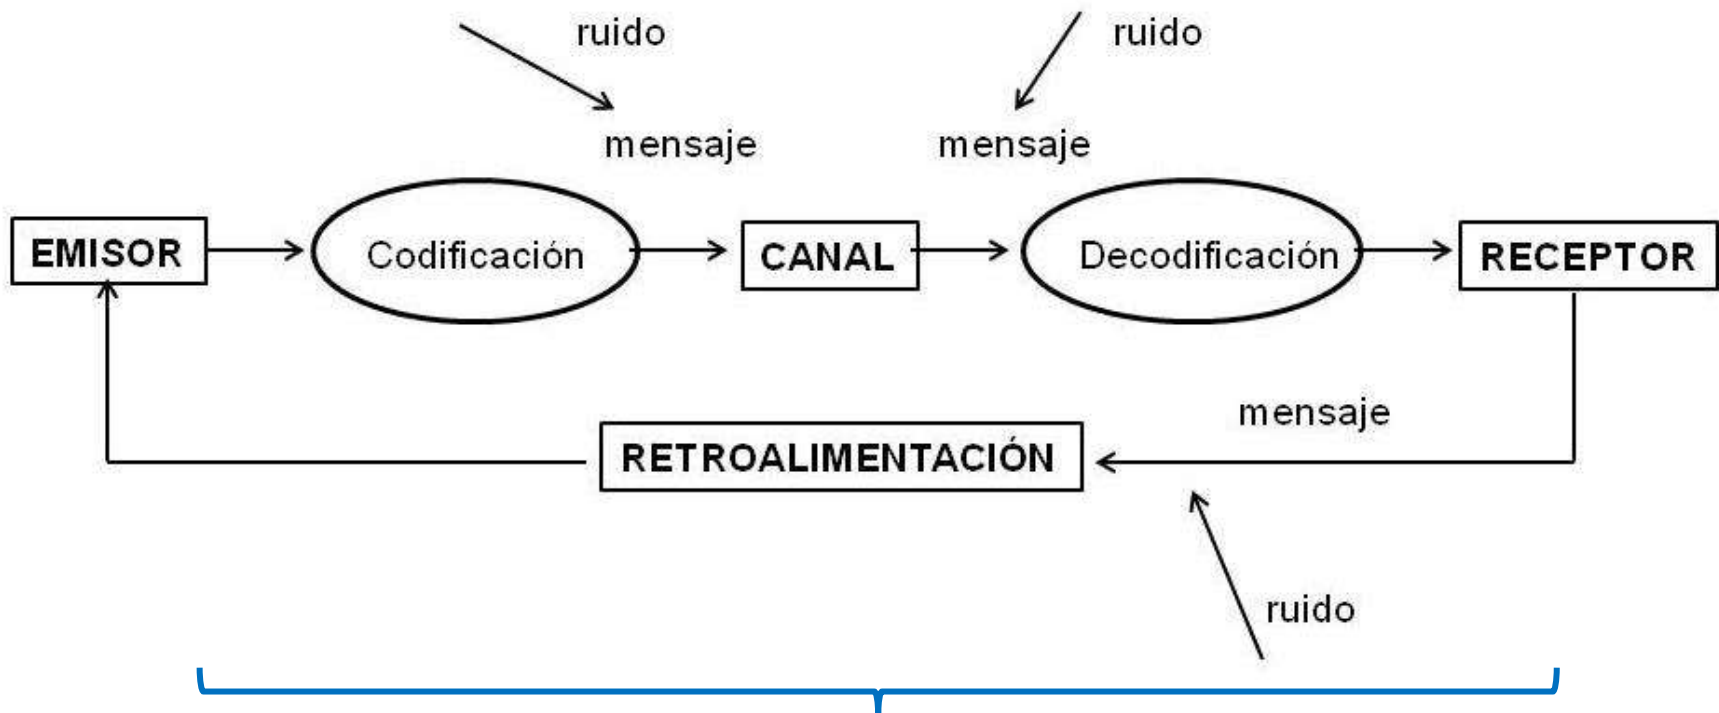 ruido
ruido
mensaje
mensaje
EMISOR
Codificación
CANAL
Decodificación
RECEPTOR
mensaje
RETROALIMENTACIÓN
ruido